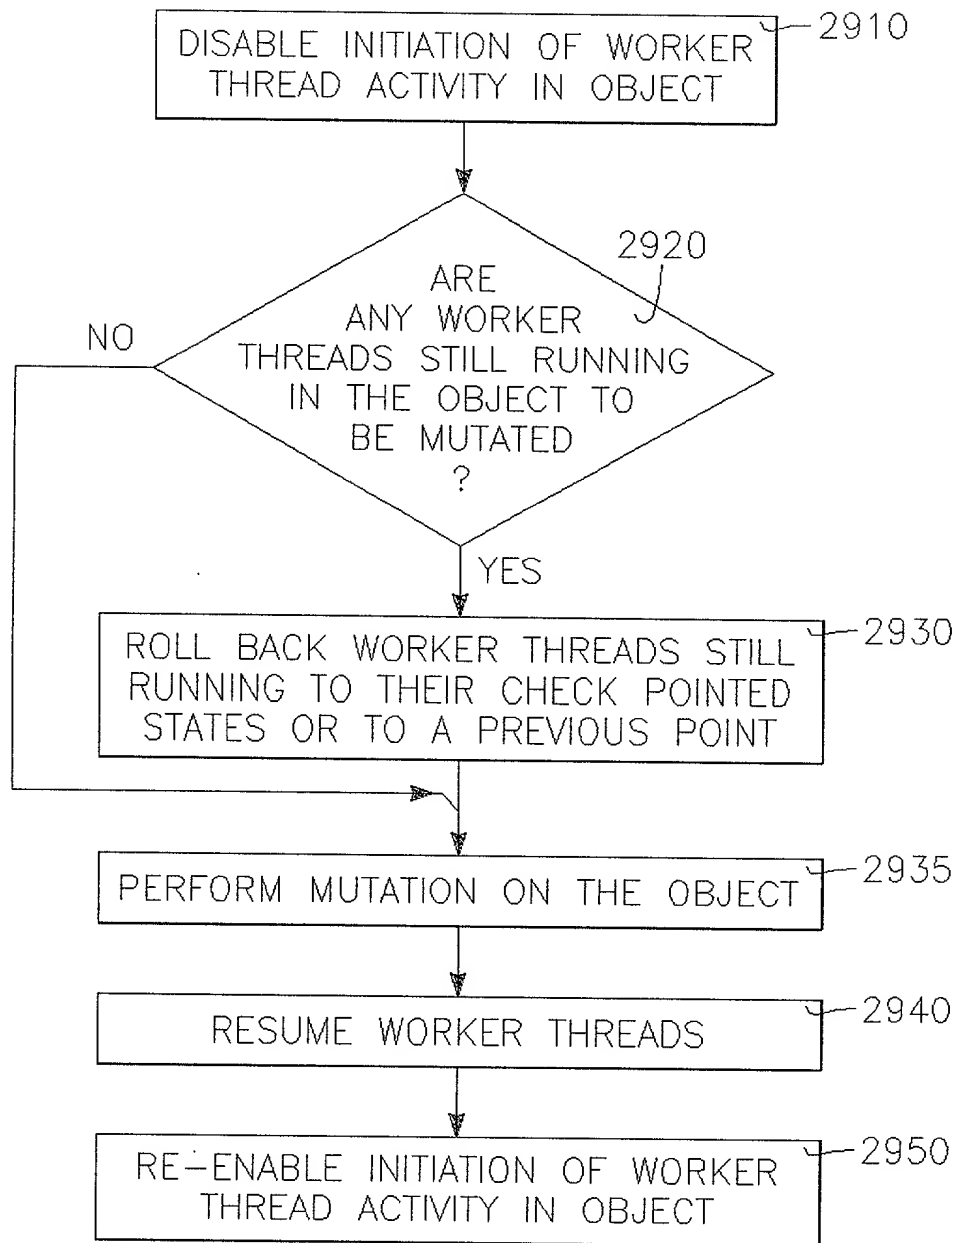 2910
DISABLE INITIATION OF WORKER
THREAD ACTIVITY IN OBJECT
2920
ARE
ANY WORKER
THREADS STILL RUNNING
IN THE OBJECT TO
BE MUTATED
?
NO
YES
2930
ROLL BACK WORKER THREADS STILL
RUNNING TO THEIR CHECK POINTED
STATES OR TO A PREVIOUS POINT
2935
PERFORM MUTATION ON THE OBJECT
2940
RESUME WORKER THREADS
2950
RE-ENABLE INITIATION OF WORKER
THREAD ACTIVITY IN OBJECT